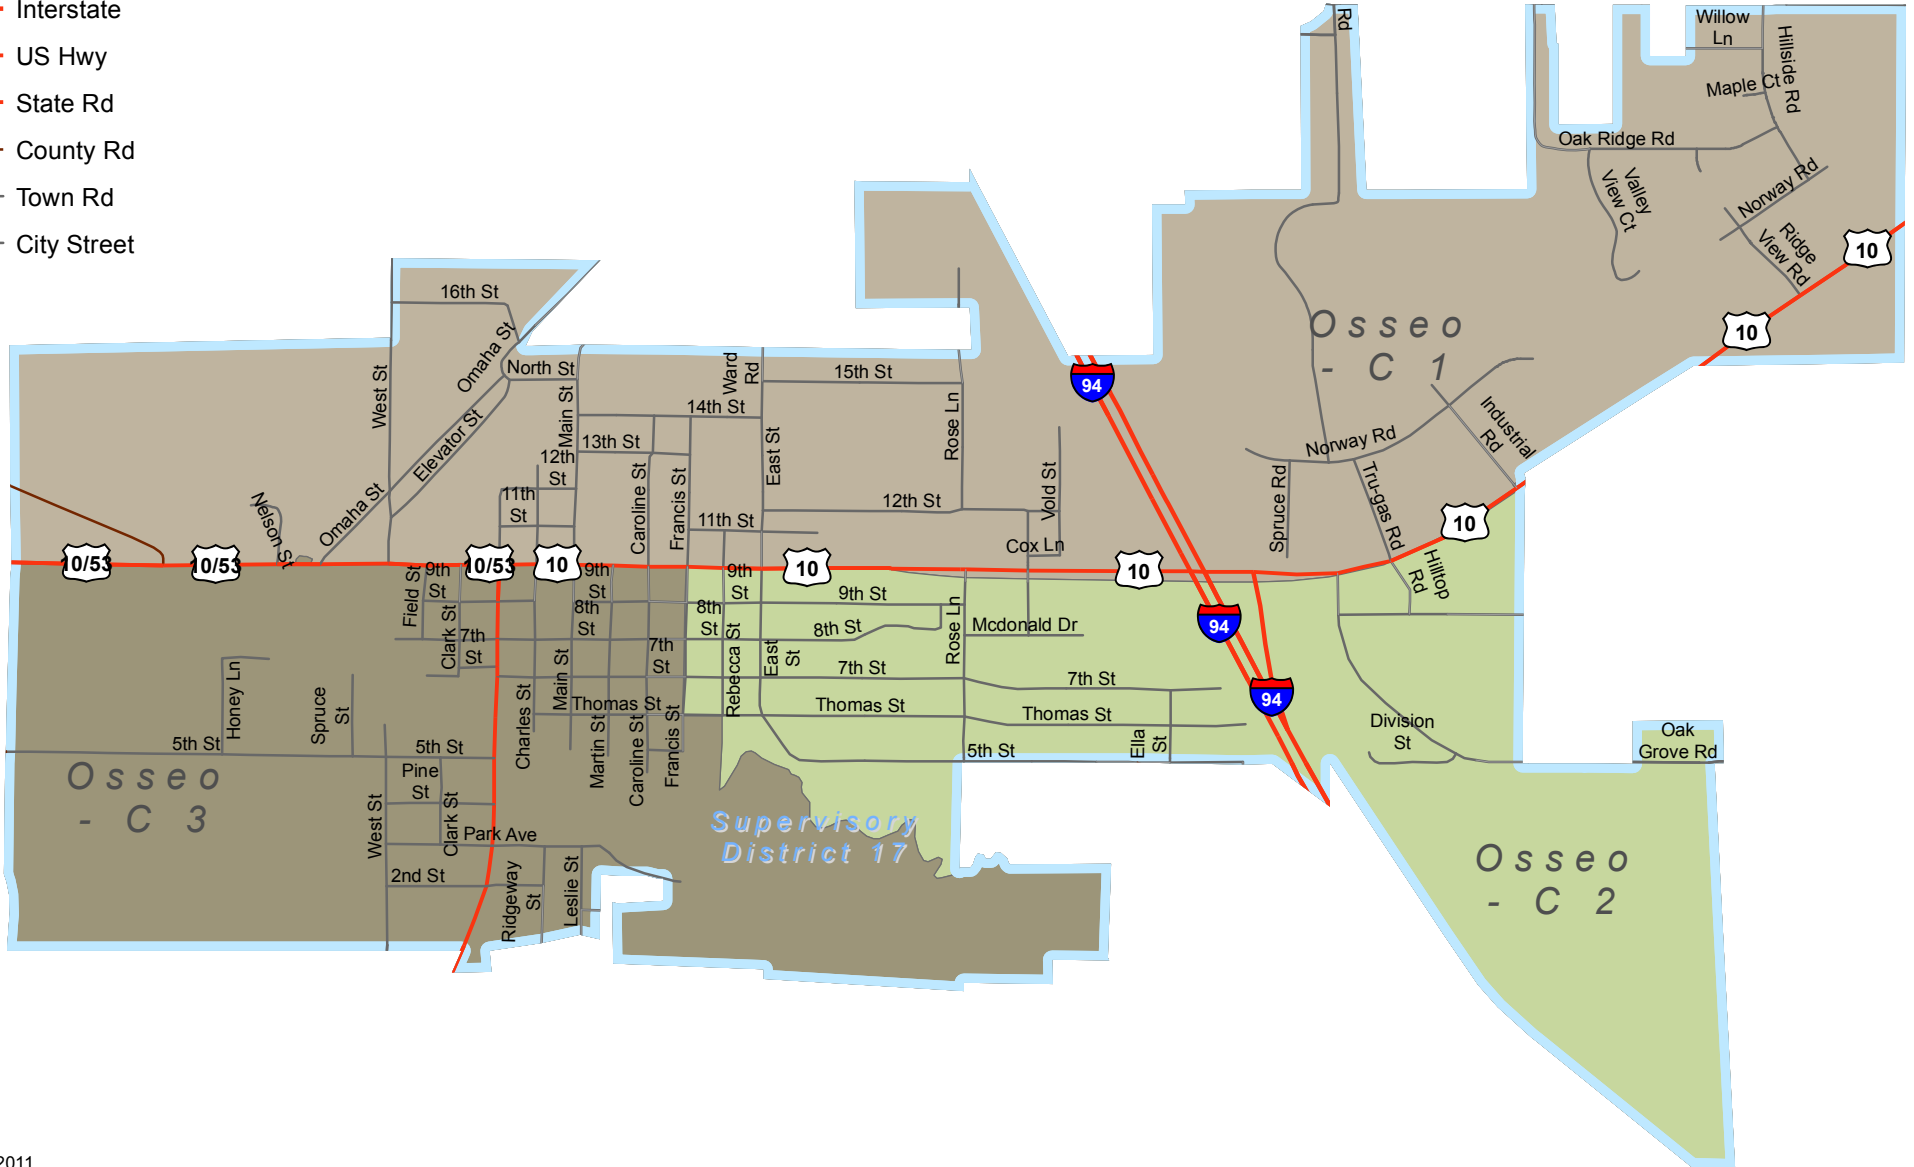 Interstate
US Hwy
State Rd
County Rd
Town Rd
City Street
Rd
Willow
Ln
Hillside Rd
Maple Ct
Oak Ridge Rd
Valley
View Ct
Norway Rd
Ridge
View Rd
10
10
16th St
Omaha St
North St
West St
Elevator St
Main St
Ward
Rd
15th St
14th St
13th St
12th
St
11th
St
East St
Rose Ln
Caroline St
Francis St
12th St
11th St
Vold St
Cox Ln
94
Osseo
- C 1
Norway Rd
Industrial
Rd
Spruce Rd
Tru-gas Rd
10
Hilltop
Rd
Nelson St
Omaha St
10/53
10/53
10/53
10
10
10
Field St
9th
St
Clark St
7th
St
9th
St
8th
St
7th
St
9th
St
8th
St
9th St
8th St
Rebecca St
East
St
Rose Ln
Mcdonald Dr
94
7th St
7th St
94
Honey Ln
Spruce
St
Charles St
Main St
Thomas St
Martin St
Caroline St
Francis St
Thomas St
Thomas St
Ella
St
Division
St
Oak
Grove Rd
5th St
5th St
5th St
Osseo
- C 3
Pine
St
West St
Clark St
Park Ave
2nd St
Ridgeway
St
Leslie St
Supervisory
District 17
Osseo
- C 2
2011